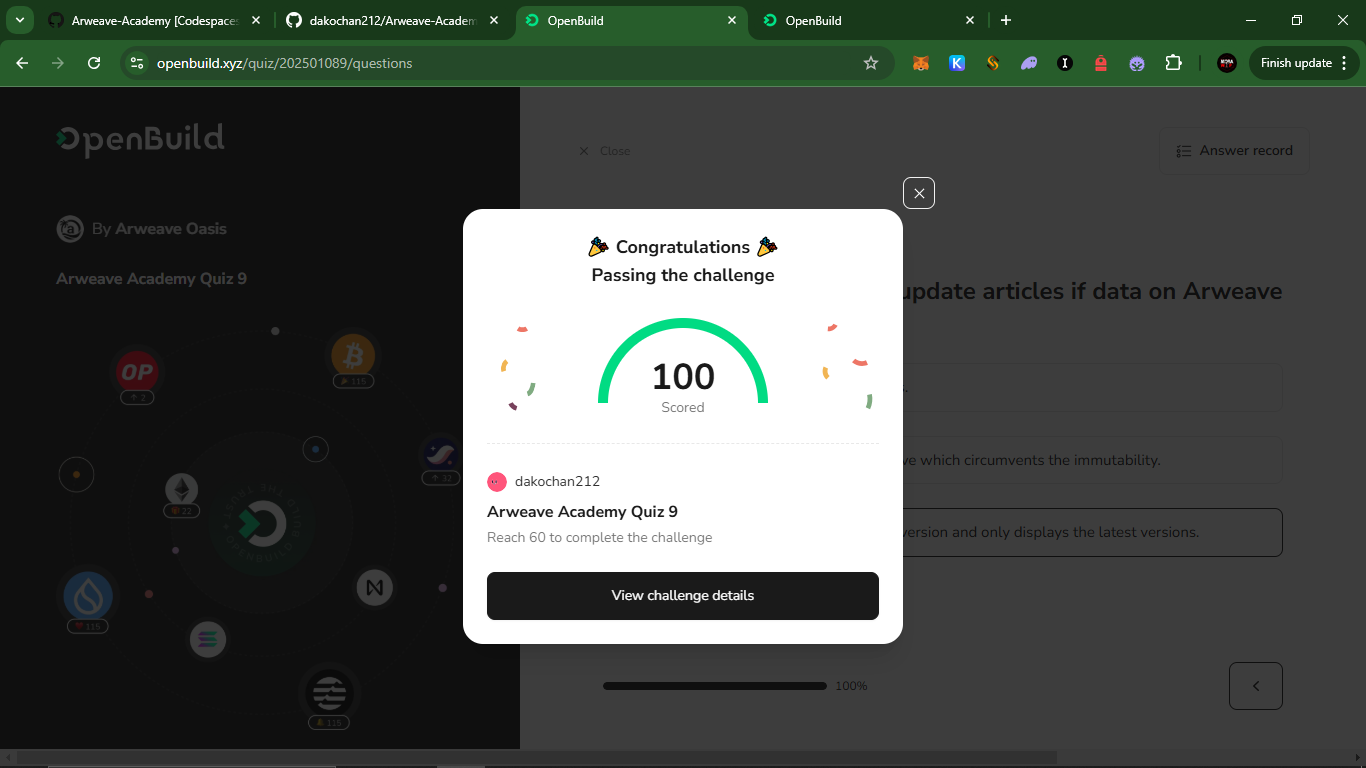 Arweave-Academy [Codespaces
dakochan212/Arweave-Academ
OpenBuild
OpenBuild
openbuild.xyz/quiz/202501089/questions
Finish update
OpenBuild
By Arweave Oasis
Arweave Academy Quiz 9
Close
Answer record
update articles if data on Arweave
ve which circumvents the immutability.
version and only displays the latest versions.
100%
🎉 Congratulations 🎉
Passing the challenge
100
Scored
dakochan212
Arweave Academy Quiz 9
Reach 60 to complete the challenge
View challenge details
OP
2
115
32
22
115
115